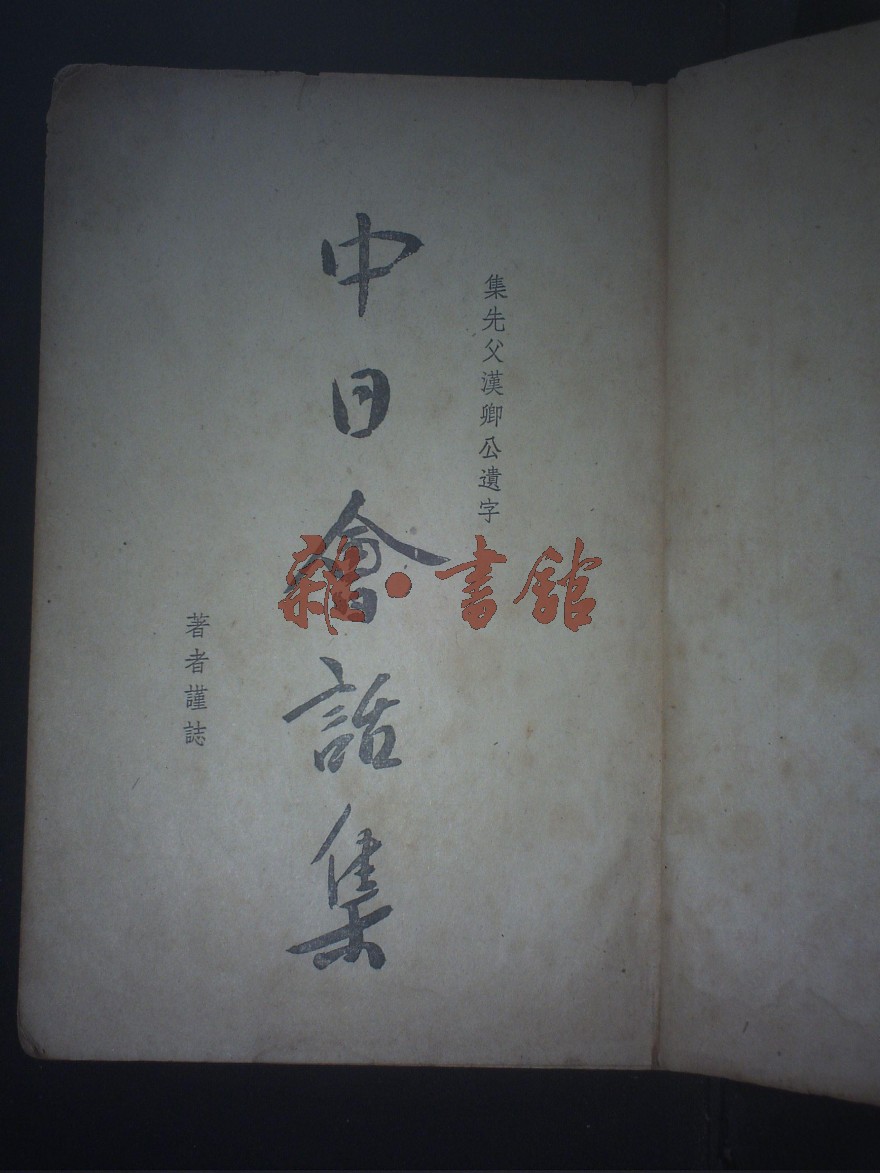 集先父漢卿公遺字
中日會話集
著者謹誌
雜·書館